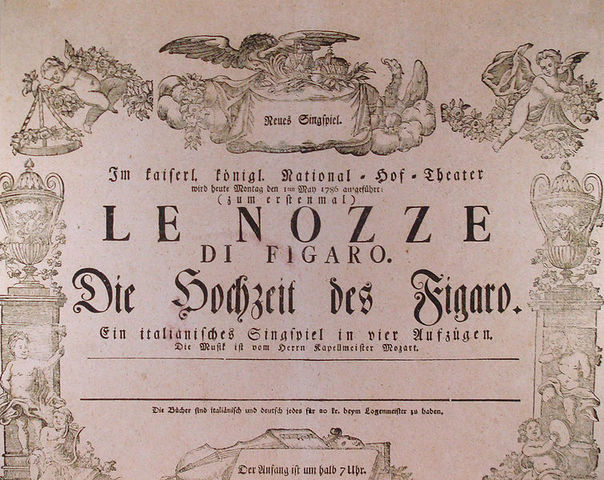 Neues Singspiel.
Im kaiserl. königl. National-Hof-Theater
wird heute Montag den 1ten May 1786 aufgeführt:
(zum erstenmal)
LE NOZZE
DI FIGARO.
Die Hochzeit des Figaro.
Ein italiänisches Singspiel in vier Aufzügen.
Die Musik ist vom Herrn Kapellmeister Mozart.
Die Bücher sind italiänisch und deutsch jedes für 20 kr. beym Logenmeister zu haben.
Der Anfang ist um halb 7 Uhr.